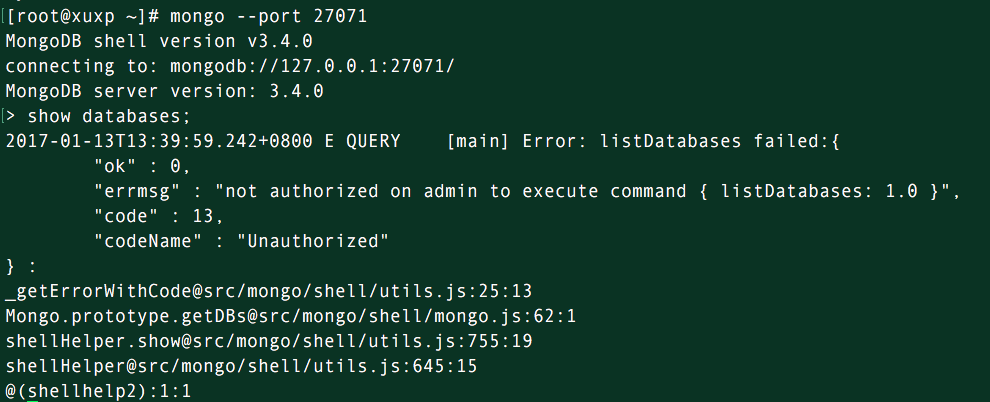 [root@xuxp ~]# mongo --port 27071
MongoDB shell version v3.4.0
connecting to: mongodb://127.0.0.1:27071/
MongoDB server version: 3.4.0
> show databases;
2017-01-13T13:39:59.242+0800 E QUERY    [main] Error: listDatabases failed:{
        "ok" : 0,
        "errmsg" : "not authorized on admin to execute command { listDatabases: 1.0 }",
        "code" : 13,
        "codeName" : "Unauthorized"
} :
_getErrorWithCode@src/mongo/shell/utils.js:25:13
Mongo.prototype.getDBs@src/mongo/shell/mongo.js:62:1
shellHelper.show@src/mongo/shell/utils.js:755:19
shellHelper@src/mongo/shell/utils.js:645:15
@(shellhelp2):1:1